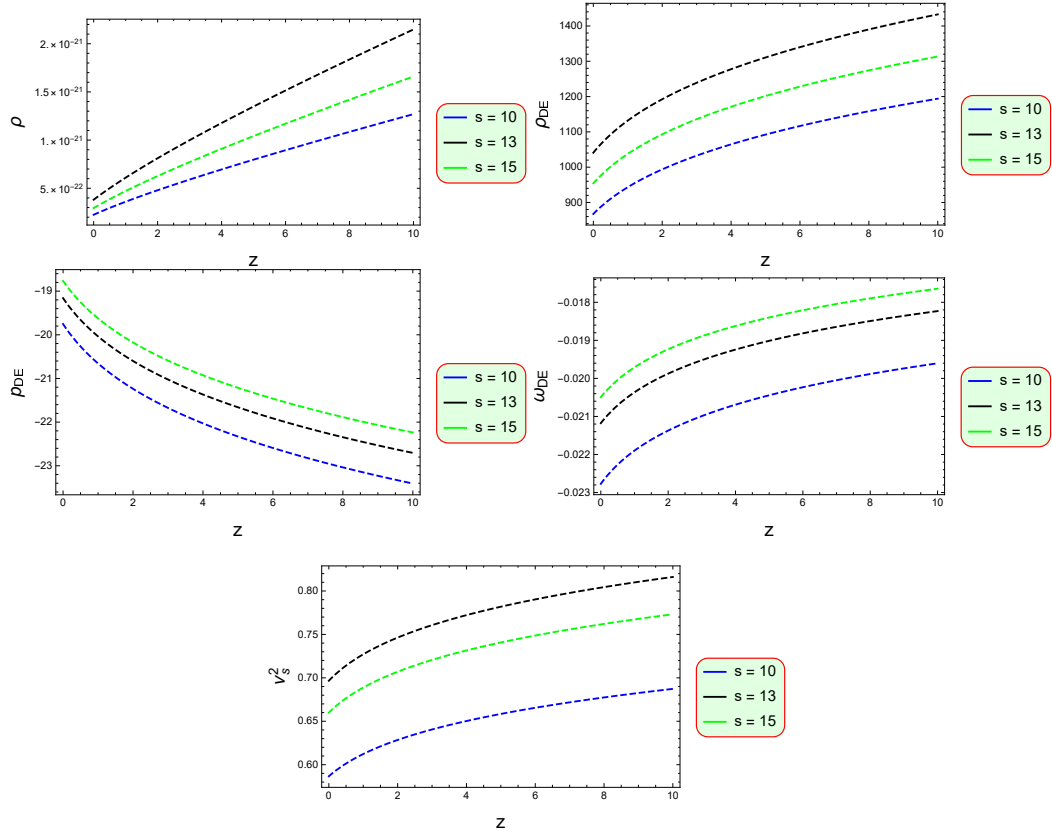 2.×10⁻²¹
1.5×10⁻²¹
1.×10⁻²¹
5.×10⁻²²
ρ
0 2 4 6 8 10
z
s = 10
s = 13
s = 15
1400
1300
1200
1100
1000
900
ρDE
0 2 4 6 8 10
z
s = 10
s = 13
s = 15
-19
-20
-21
-22
-23
pDE
0 2 4 6 8 10
z
s = 10
s = 13
s = 15
-0.018
-0.019
-0.020
-0.021
-0.022
-0.023
ωDE
0 2 4 6 8 10
z
s = 10
s = 13
s = 15
0.80
0.75
0.70
0.65
0.60
v²s
0 2 4 6 8 10
z
s = 10
s = 13
s = 15